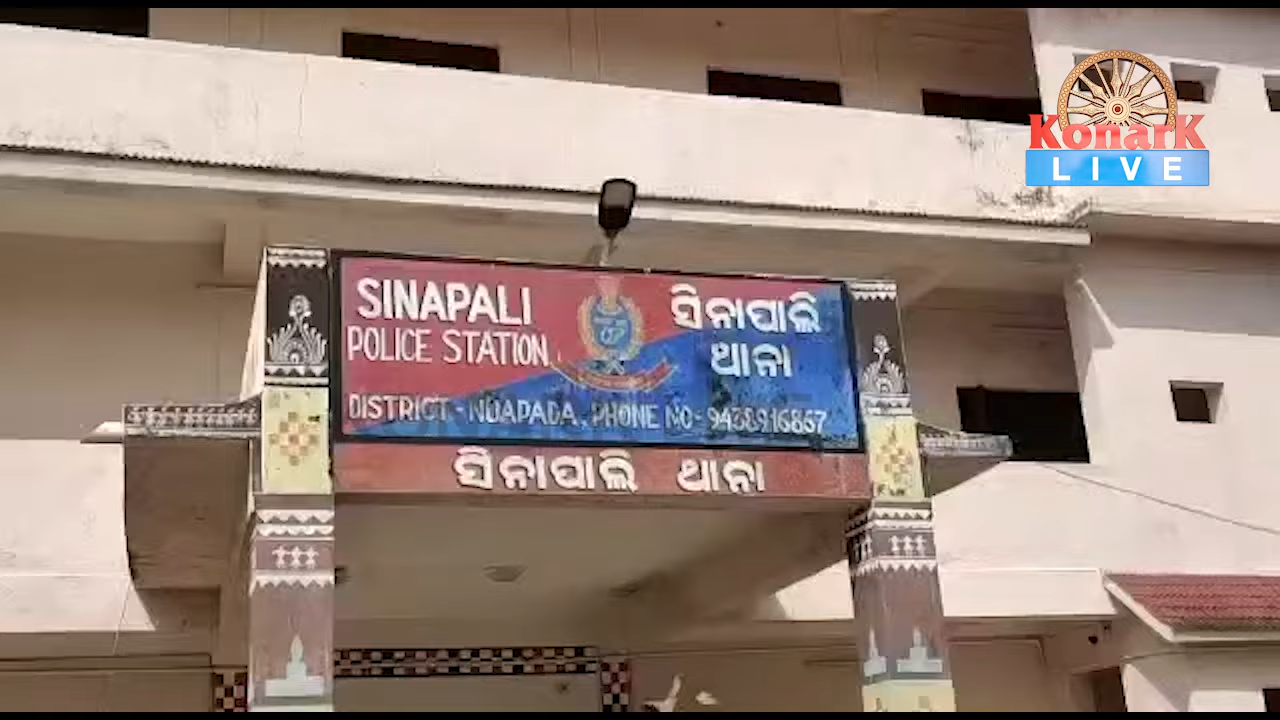 KonarK
LIVE
SINAPALI
POLICE STATION
ସିନାପାଲି
ଥାନା
DISTRICT - NUAPADA, PHONE NO- 9438916867
ସିନାପାଲି ଥାନା